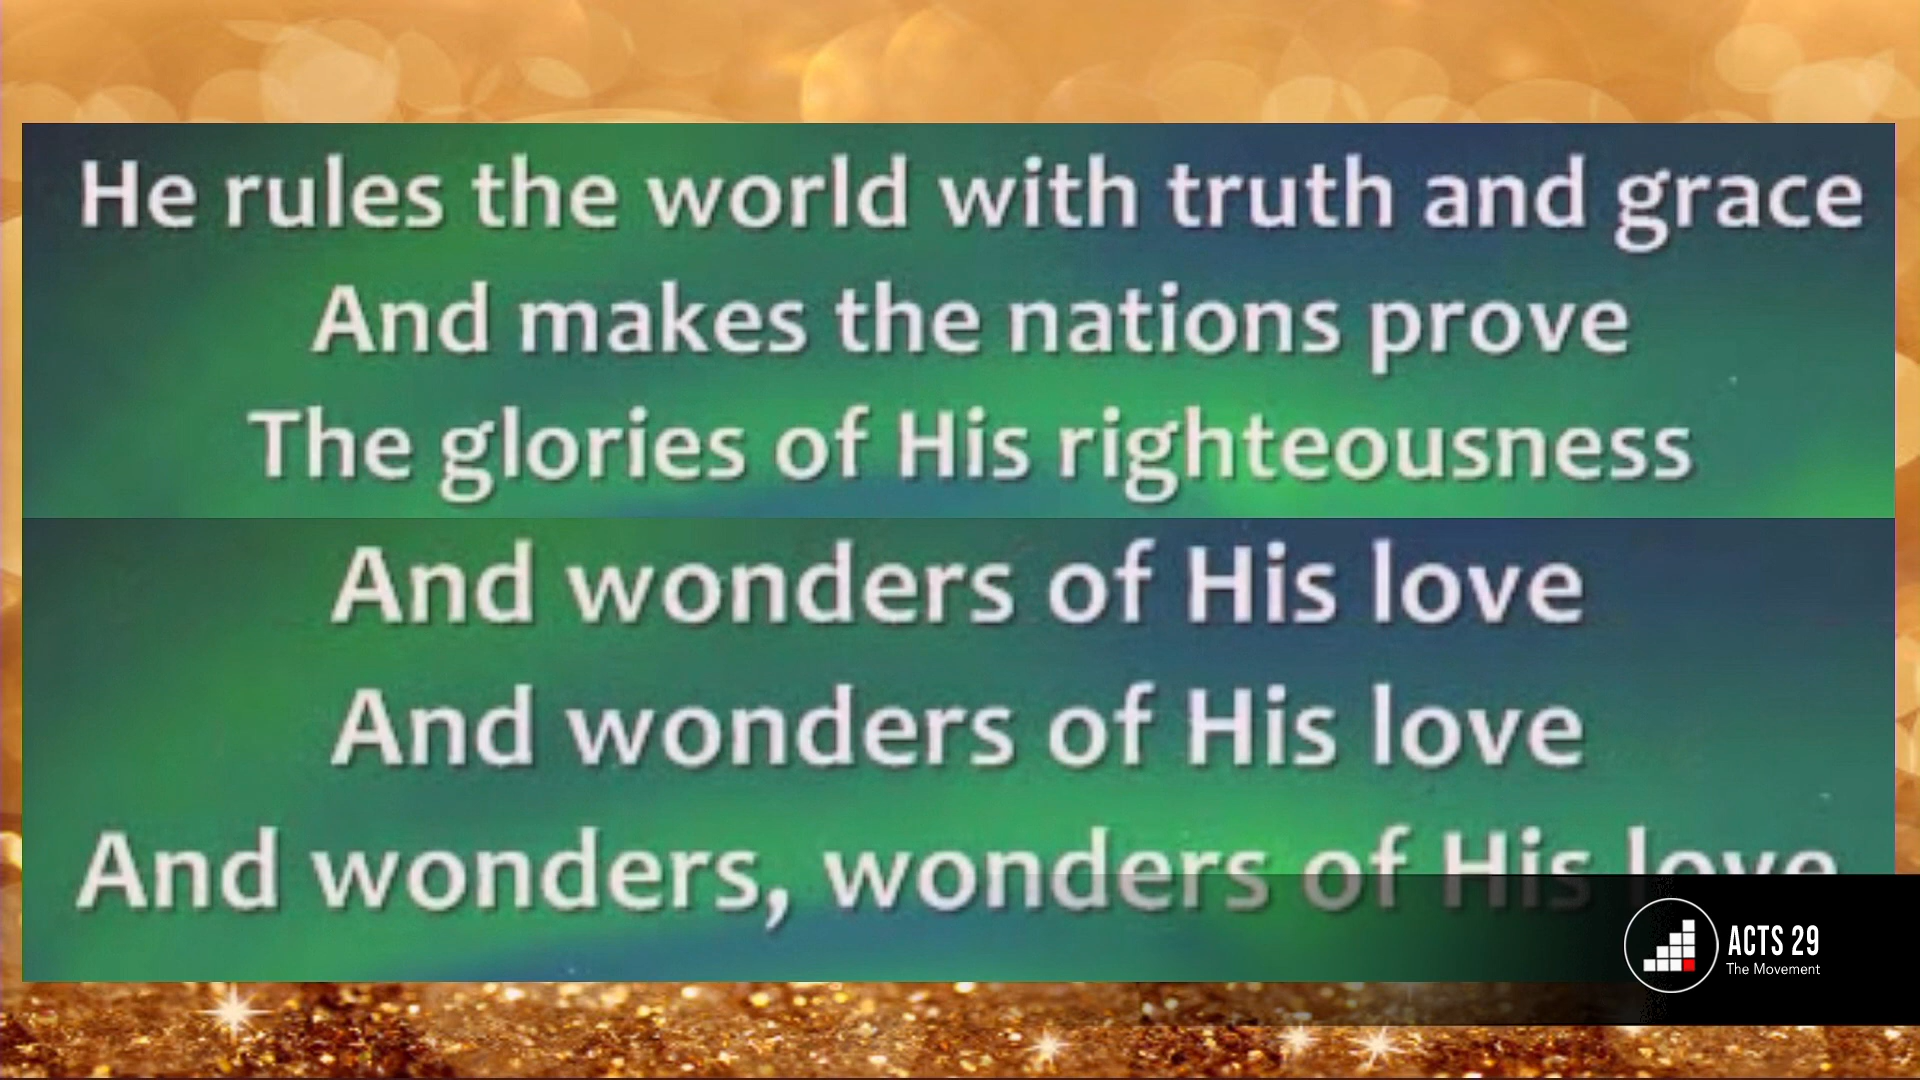 He rules the world with truth and grace
And makes the nations prove
The glories of His righteousness
And wonders of His love
And wonders of His love
And wonders, wonders of His love
ACTS 29
The Movement